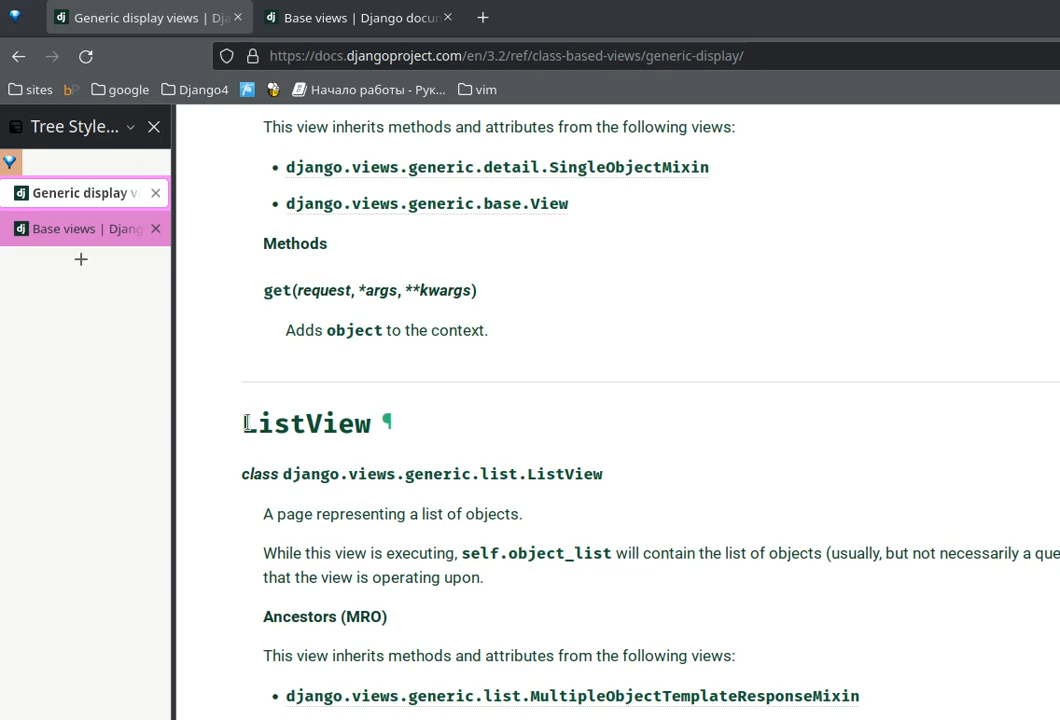 Generic display views | Dja
Base views | Django docu
https://docs.djangoproject.com/en/3.2/ref/class-based-views/generic-display/
sites
bP
google
Django4
Начало работы - Рук...
vim
Tree Style...
Generic display v
Base views | Djang
This view inherits methods and attributes from the following views:
• django.views.generic.detail.SingleObjectMixin
• django.views.generic.base.View
Methods
get(request, *args, **kwargs)
Adds object to the context.
ListView ¶
class django.views.generic.list.ListView
A page representing a list of objects.
While this view is executing, self.object_list will contain the list of objects (usually, but not necessarily a que
that the view is operating upon.
Ancestors (MRO)
This view inherits methods and attributes from the following views:
• django.views.generic.list.MultipleObjectTemplateResponseMixin